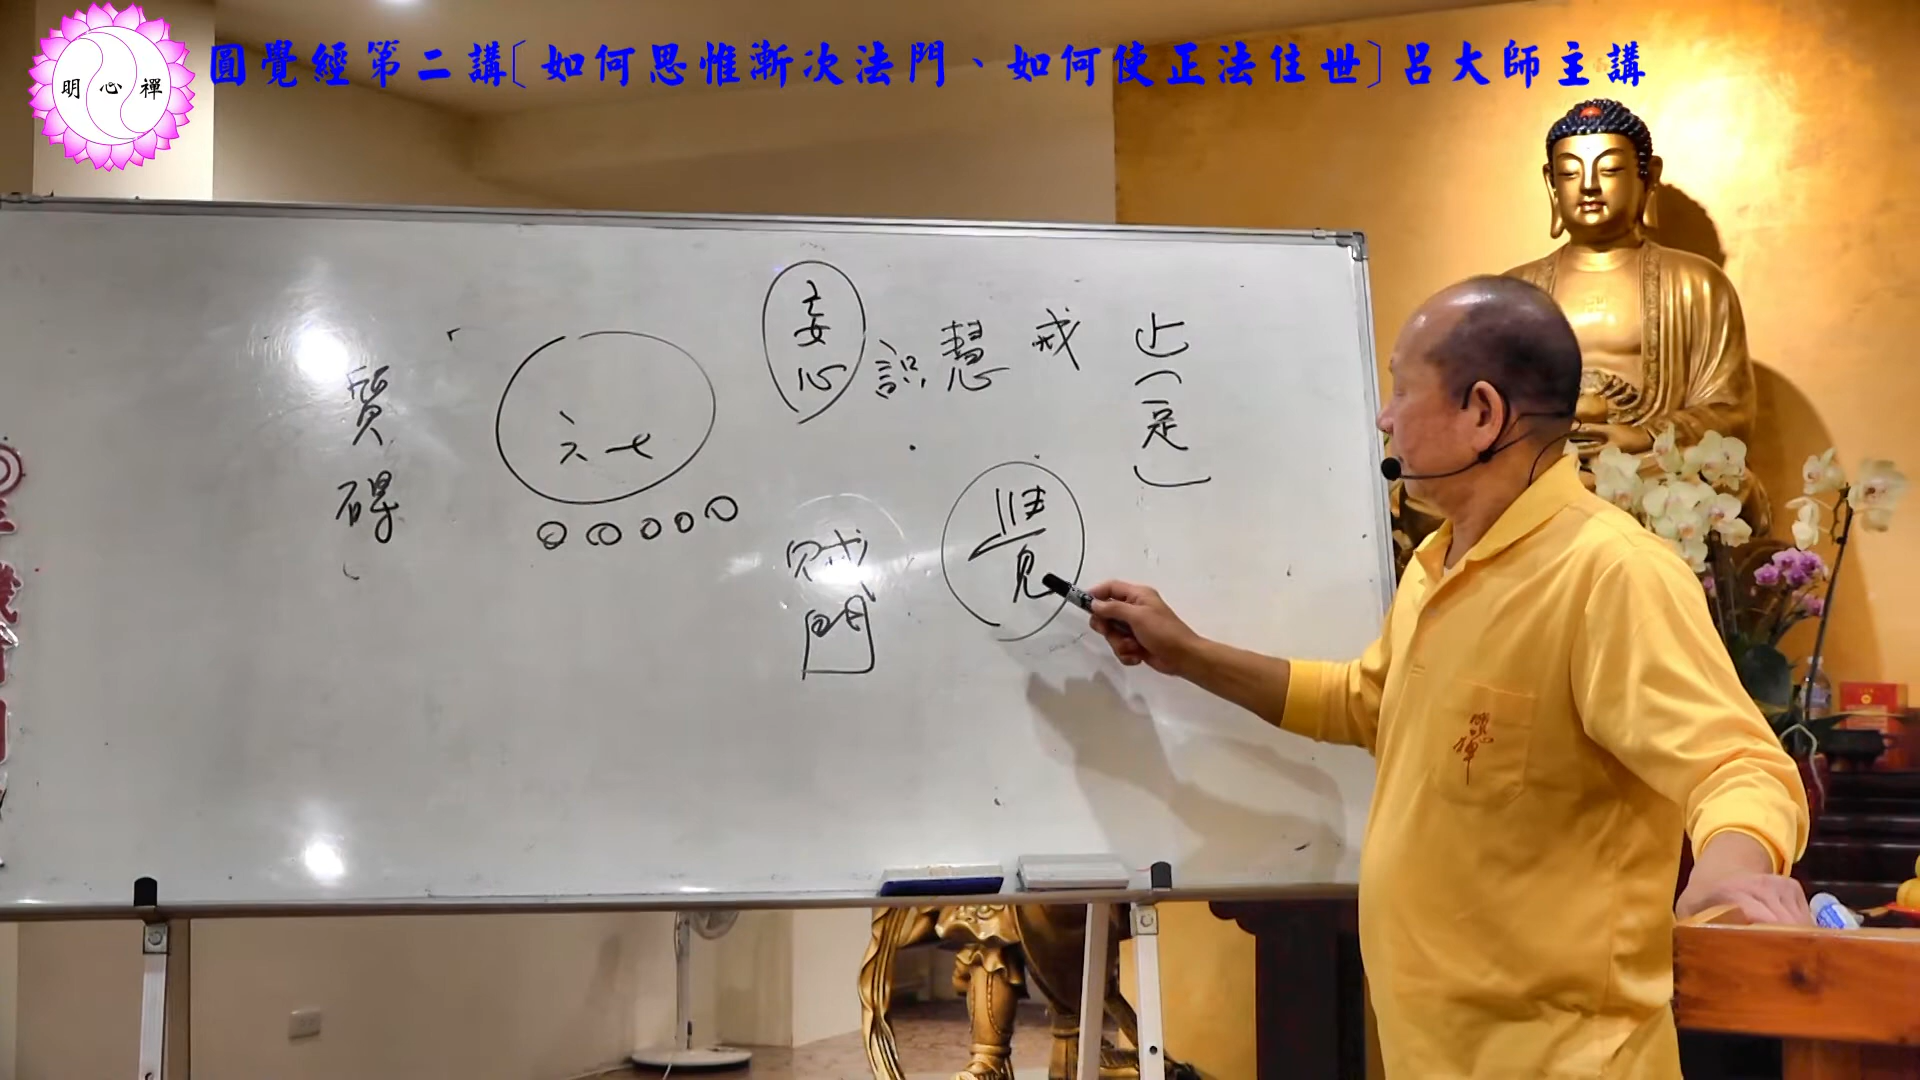 圓覺經第二講〔如何思惟漸次法門、如何使正法住世〕呂大師主講
明心禪
止(定)
戒
慧
識
妄心
覺
賊門
六七
質礙